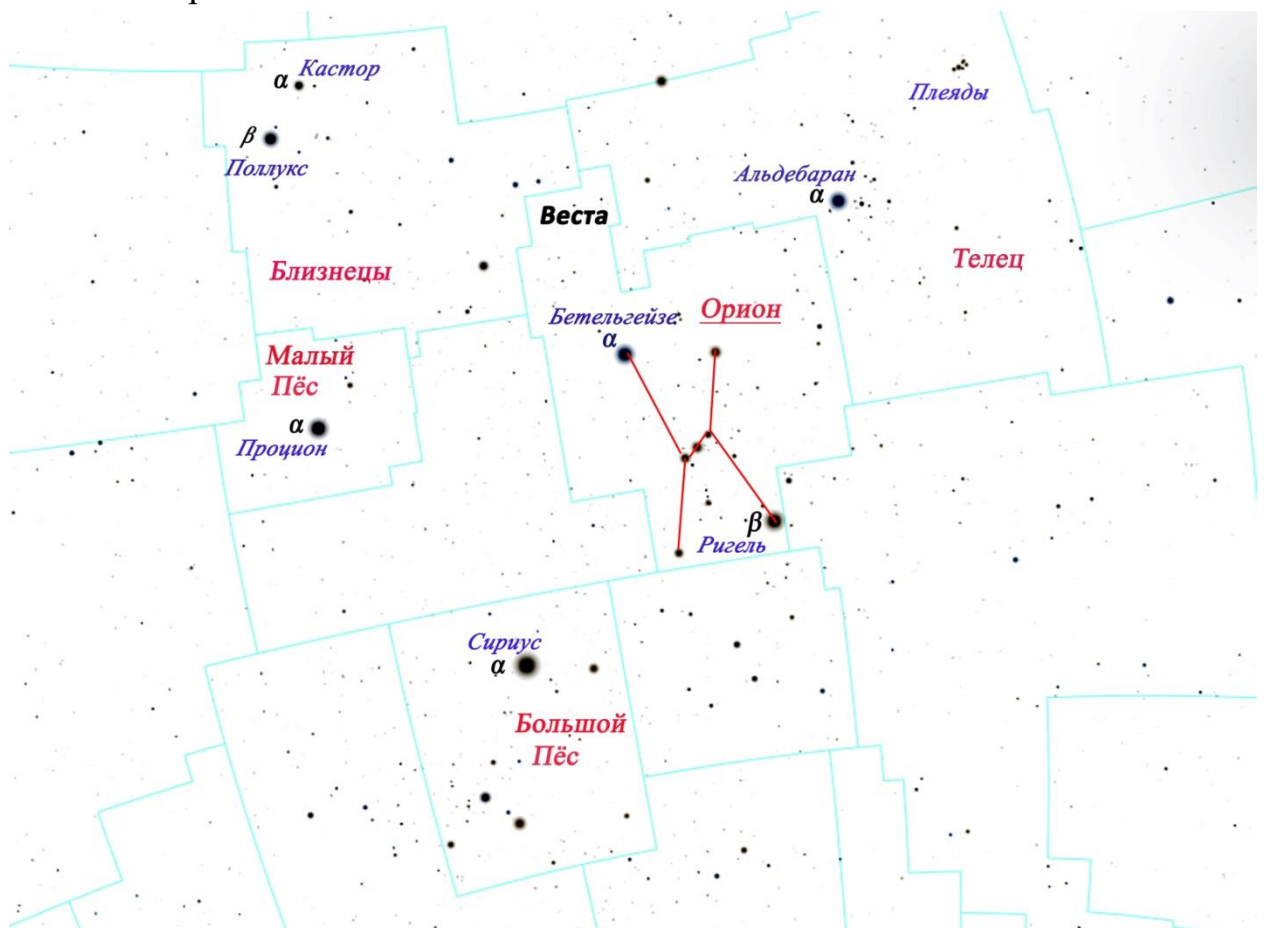 α Кастор
Плеяды
β
Поллукс
Альдебаран
α
Веста
Близнецы
Телец
Бетельгейзе
α
Орион
Малый
Пёс
α
Процион
β
Ригель
Сириус
α
Большой
Пёс